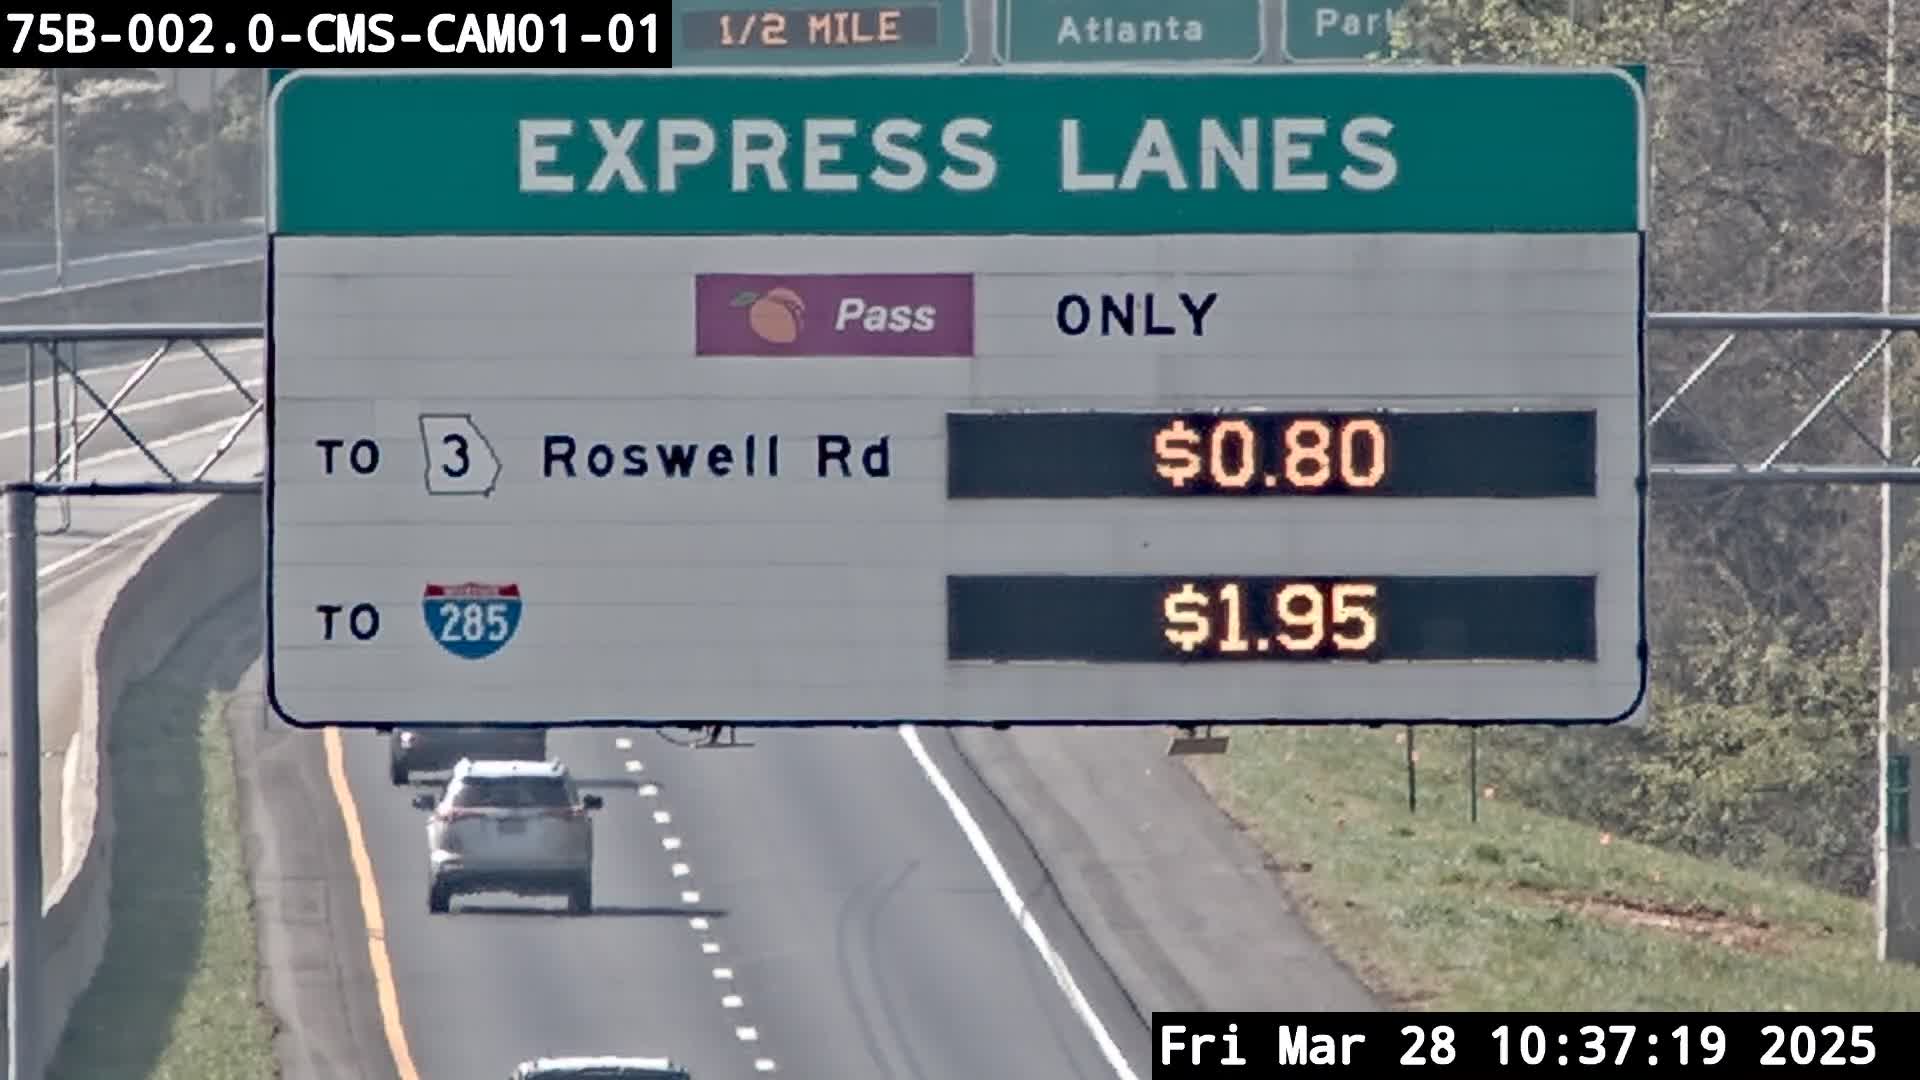 75B-002.0-CMS-CAM01-01
1/2 MILE
Atlanta
EXPRESS LANES
Pass ONLY
TO 3 Roswell Rd $0.80
TO 285 $1.95
Fri Mar 28 10:37:19 2025